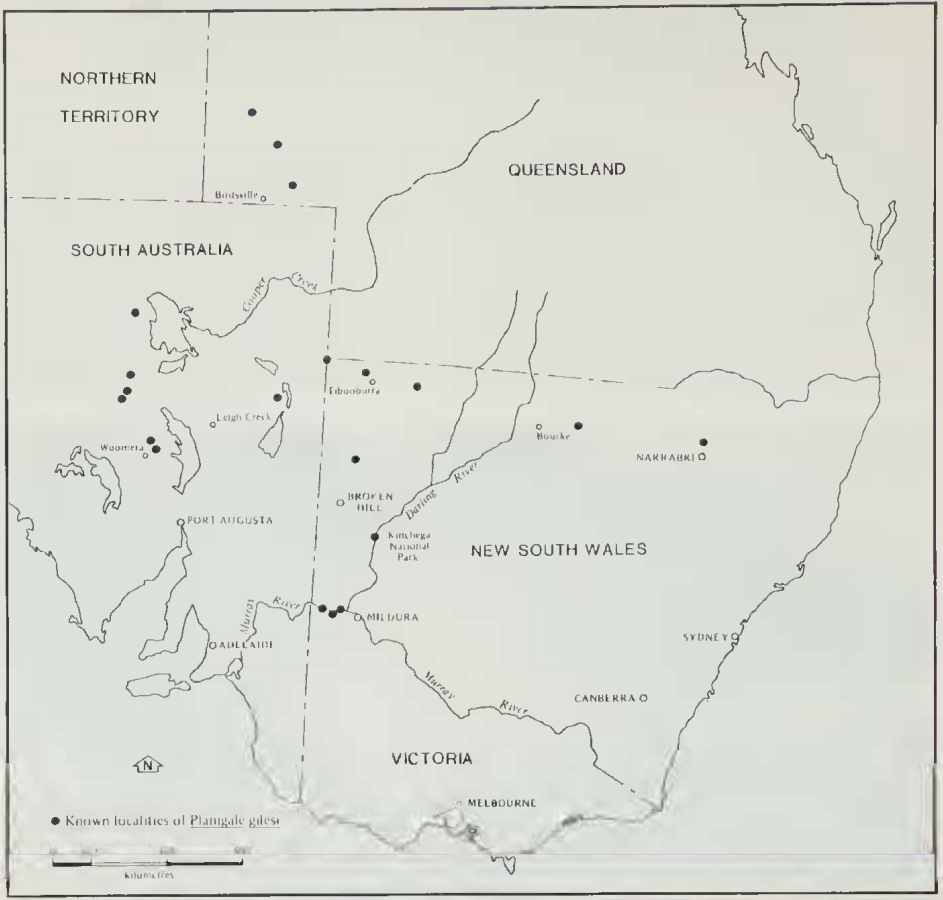 NORTHERN
TERRITORY
QUEENSLAND
Birdsville
SOUTH AUSTRALIA
Cooper Creek
Tibooburra
Leigh Creek
Woomera
Bourke
NARRABRI
BROKEN
HILL
Darling River
PORT AUGUSTA
Kinchega
National
Park
NEW SOUTH WALES
Murray River
MILDURA
ADELAIDE
SYDNEY
Murray River
CANBERRA
VICTORIA
N
MELBOURNE
Known localities of Planigale gilesi
kilometres